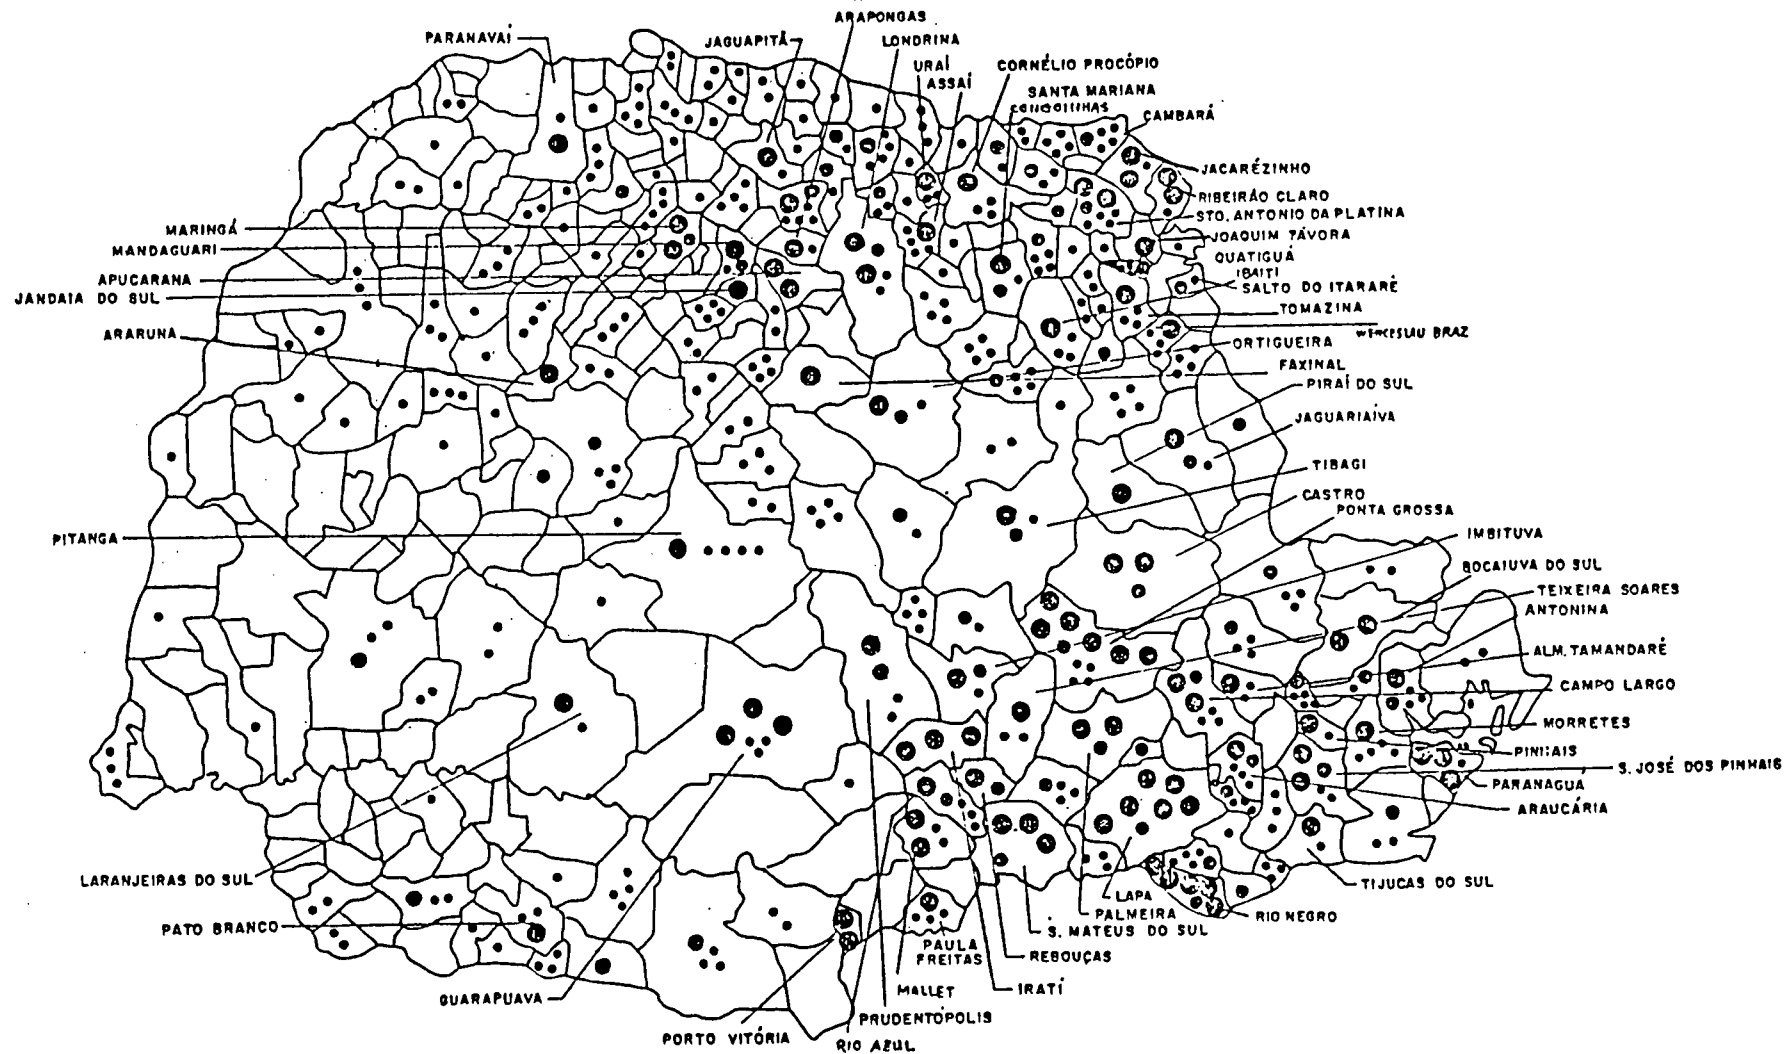 ARAPONGAS
PARANAVAÍ
JAGUAPITÃ
LONDRINA
URAÍ
ASSAÍ
CORNÉLIO PROCÓPIO
SANTA MARIANA
CONGOINHAS
CAMBARÁ
JACARÉZINHO
RIBEIRÃO CLARO
STO. ANTONIO DA PLATINA
JOAQUIM TÁVORA
QUATIGUÁ
IBAITI
SALTO DO ITARARÉ
TOMAZINA
WENCESLAU BRAZ
ORTIGUEIRA
FAXINAL
PIRAÍ DO SUL
JAGUARIAÍVA
TIBAGI
CASTRO
PONTA GROSSA
IMBITUVA
BOCAIUVA DO SUL
TEIXEIRA SOARES
ANTONINA
ALM. TAMANDARÉ
CAMPO LARGO
MORRETES
PINHAIS
S. JOSÉ DOS PINHAIS
PARANAGUÁ
ARAUCÁRIA
TIJUCAS DO SUL
RIO NEGRO
LAPA
PALMEIRA
S. MATEUS DO SUL
REBOUÇAS
IRATÍ
PAULA
FREITAS
MALLET
PRUDENTÓPOLIS
RIO AZUL
PORTO VITÓRIA
GUARAPUAVA
PATO BRANCO
LARANJEIRAS DO SUL
PITANGA
ARARUNA
JANDAIA DO SUL
APUCARANA
MANDAGUARI
MARINGÁ